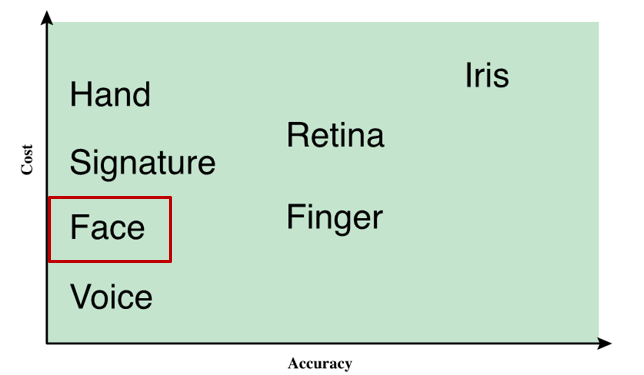 Iris
Hand
Retina
Signature
Finger
Face
Voice
Cost
Accuracy